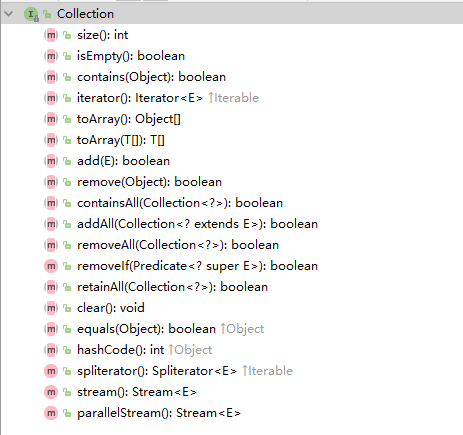 Collection
size(): int
isEmpty(): boolean
contains(Object): boolean
iterator(): Iterator<E> ↑Iterable
toArray(): Object[]
toArray(T[]): T[]
add(E): boolean
remove(Object): boolean
containsAll(Collection<?>): boolean
addAll(Collection<? extends E>): boolean
removeAll(Collection<?>): boolean
removeIf(Predicate<? super E>): boolean
retainAll(Collection<?>): boolean
clear(): void
equals(Object): boolean ↑Object
hashCode(): int ↑Object
spliterator(): Spliterator<E> ↑Iterable
stream(): Stream<E>
parallelStream(): Stream<E>